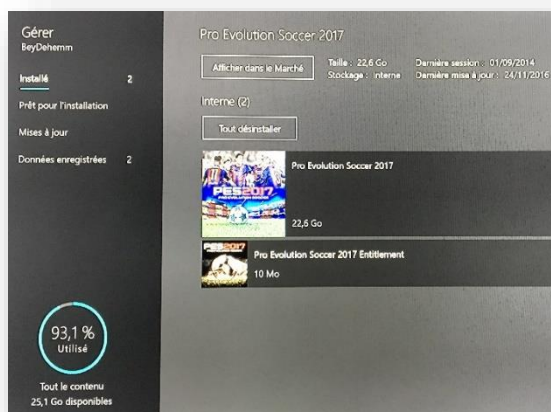 Gérer
BeyDehemm
Installé 2
Prêt pour l'installation
Mises à jour
Données enregistrées 2
93,1 %
Utilisé
Tout le contenu
25,1 Go disponibles
Pro Evolution Soccer 2017
Afficher dans le Marché
Taille : 22,6 Go Dernière session : 01/09/2014
Stockage : Interne Dernière mise à jour : 24/11/2016
Interne (2)
Tout désinstaller
PES2017
PRO EVOLUTION SOCCER
Pro Evolution Soccer 2017
22,6 Go
PES2017
Pro Evolution Soccer 2017 Entitlement
10 Mo